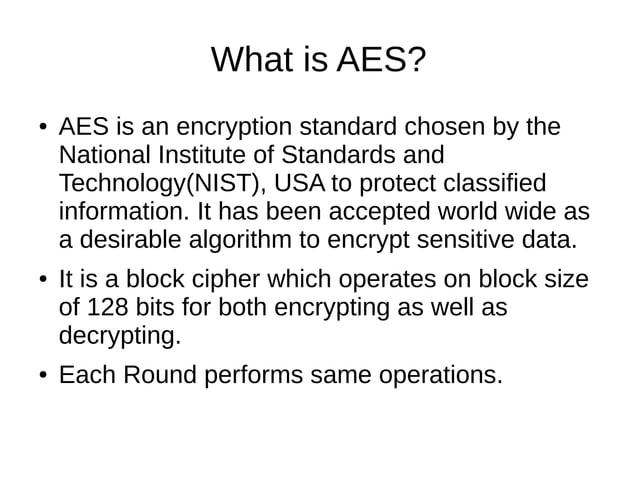 What is AES?
• AES is an encryption standard chosen by the
National Institute of Standards and
Technology(NIST), USA to protect classified
information. It has been accepted world wide as
a desirable algorithm to encrypt sensitive data.
• It is a block cipher which operates on block size
of 128 bits for both encrypting as well as
decrypting.
• Each Round performs same operations.